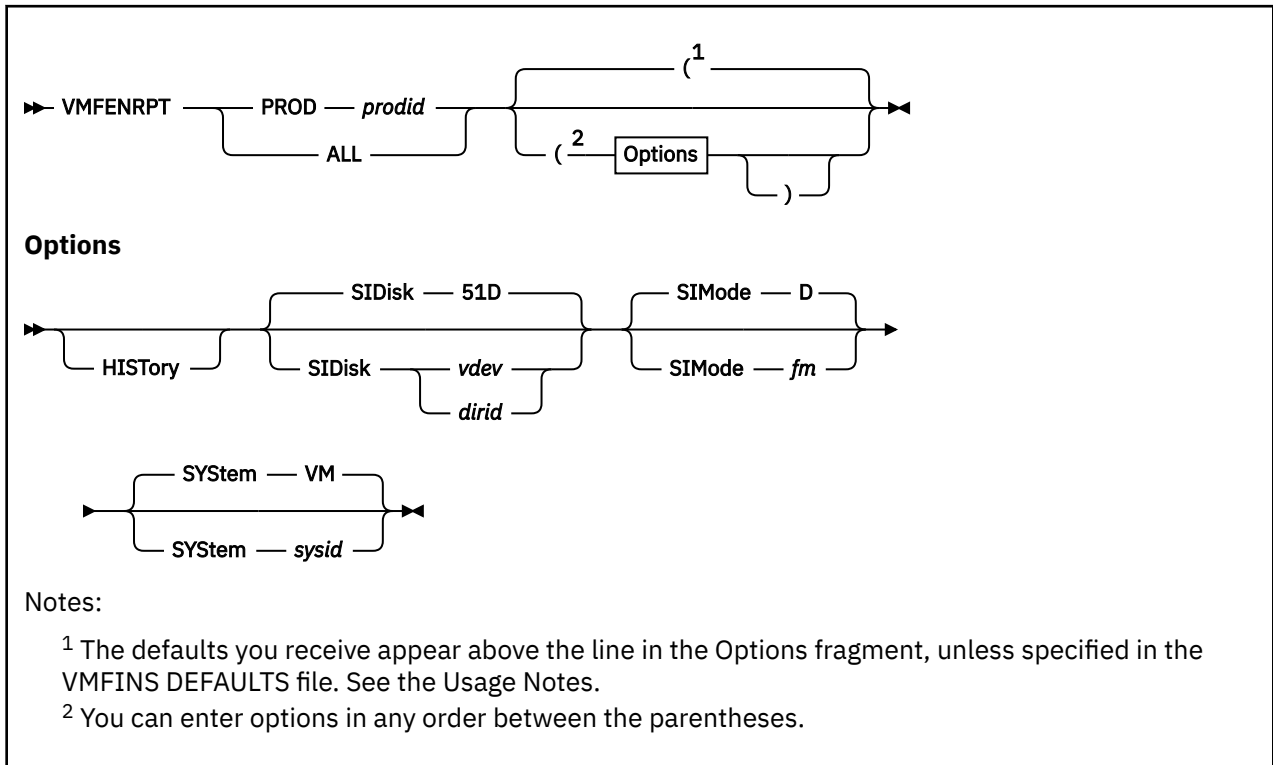 (1
VMFENRPT PROD prodid
ALL ( 2 Options
)
Options
SIDisk 51D SIMode D
HISTory SIDisk vdev SIMode fm
dirid
SYStem VM
SYStem sysid
Notes:
1 The defaults you receive appear above the line in the Options fragment, unless specified in the
VMFINS DEFAULTS file. See the Usage Notes.
2 You can enter options in any order between the parentheses.